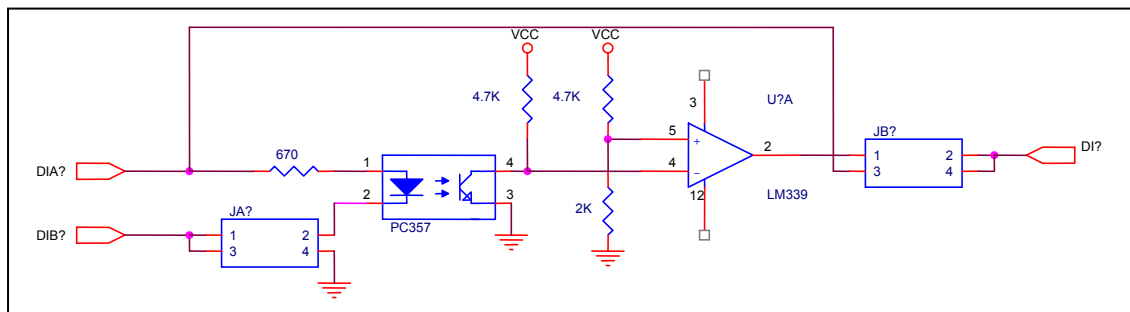 VCC VCC
4.7K 4.7K 3 U?A
670 5 + 2 JB?
DIA? 1 4 4 − 1 2 DI?
3 4
2 3 12 LM339
JA? 2K
DIB? 1 2 PC357
3 4